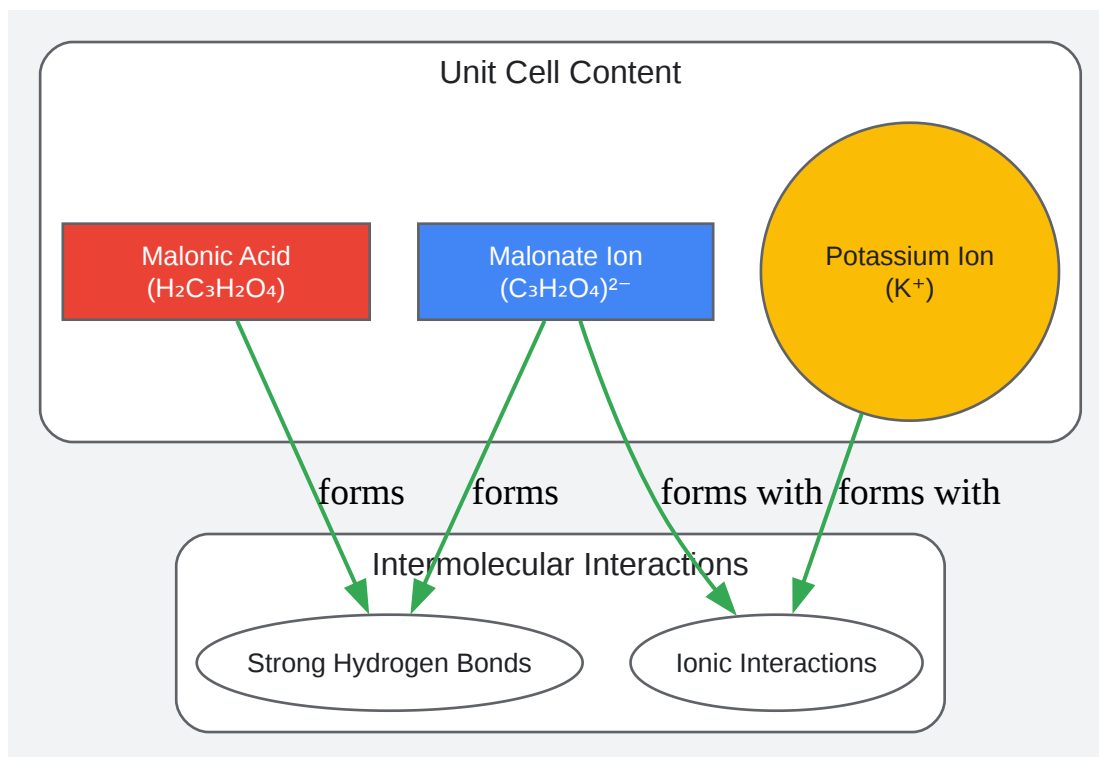 Unit Cell Content
Malonic Acid
(H₂C₃H₂O₄)
Malonate Ion
(C₃H₂O₄)²⁻
Potassium Ion
(K⁺)
forms
forms
forms with
forms with
Intermolecular Interactions
Strong Hydrogen Bonds
Ionic Interactions